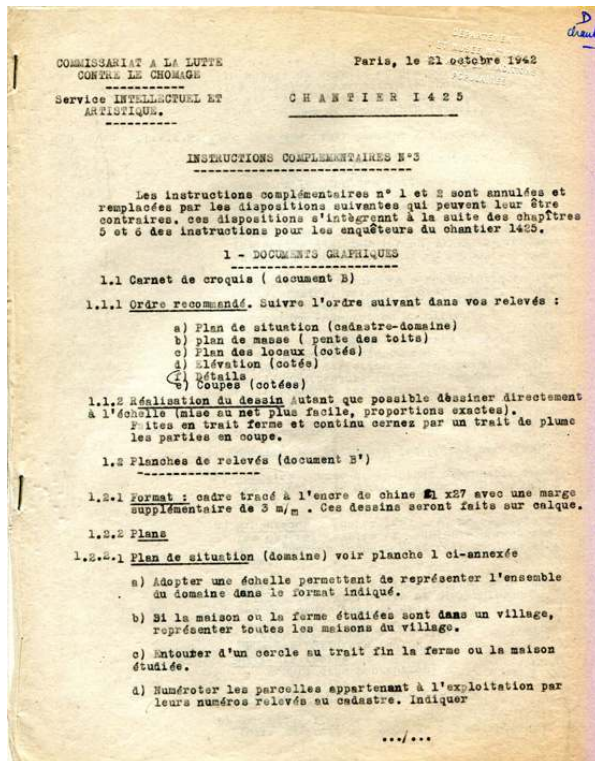 D
COMMISSARIAT A LA LUTTE
CONTRE LE CHOMAGE
Paris, le 21 octobre 1942
DÉPARTEMENT
POPULAIRES
Service INTELLECTUEL ET
ARTISTIQUE.
C H A N T I E R 1 4 2 5
INSTRUCTIONS COMPLEMENTAIRES N°3
Les instructions complémentaires n° 1 et 2 sont annulées et
remplacées par les dispositions suivantes qui peuvent leur être
contraires. ces dispositions s'intègrennt à la suite des chapîtres
5 et 6 des instructions pour les enquêteurs du chantier 1425.
1 - DOCUMENTS GRAPHIQUES
1.1 Carnet de croquis ( document B)
1.1.1 Ordre recommandé. Suivre l'ordre suivant dans vos relevés :
a) Plan de situation (cadastre-domaine)
b) plan de masse ( pente des toits)
c) Plan des locaux (cotés)
d) Elévation (cotés)
f) Détails
e) Coupes (cotées)
1.1.2 Réalisation du dessin Autant que possible dessiner directement
à l'échelle (mise au net plus facile, proportions exactes).
Faites en trait ferme et continu cernez par un trait de plume
les parties en coupe.
1.2 Planches de relevés (document B')
1.2.1 Format : cadre tracé à l'encre de chine 21 x27 avec une marge
supplémentaire de 3 m/m . Ces dessins seront faits sur calque.
1.2.2 Plans
1.2.2.1 Plan de situation (domaine) voir planche 1 ci-annexée
a) Adopter une échelle permettant de représenter l'ensemble
du domaine dans le format indiqué.
b) Si la maison ou la ferme étudiées sont dans un village,
représenter toutes les maisons du village.
c) Entourer d'un cercle au trait fin la ferme ou la maison
étudiée.
d) Numéroter les parcelles appartenant à l'exploitation par
leurs numéros relevés au cadastre. Indiquer
.../...